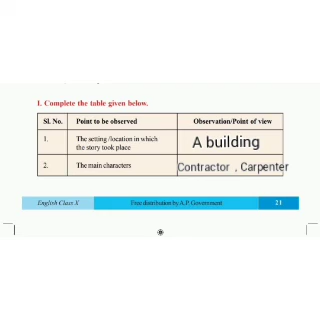 I. Complete the table given below.
Sl. No. Point to be observed Observation/Point of view
1. The setting /location in which the story took place A building
2. The main characters Contractor , Carpenter
English Class X Free distribution by A.P. Government 21